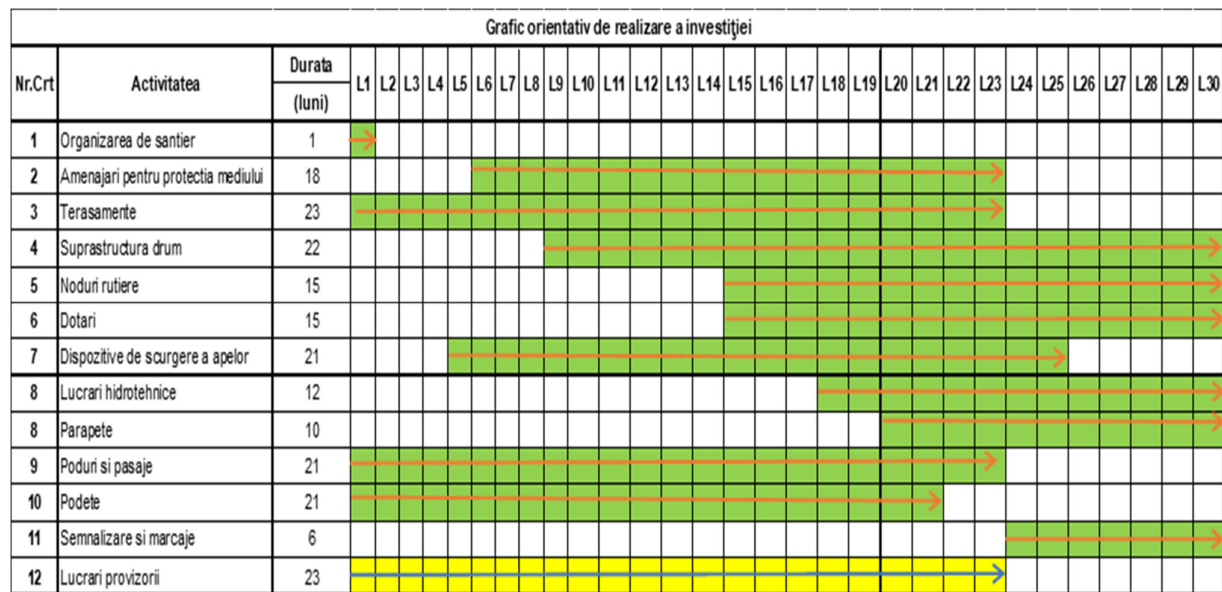 Grafic orientativ de realizare a investiţiei
Nr.Crt Activitatea Durata (luni) L1 L2 L3 L4 L5 L6 L7 L8 L9 L10 L11 L12 L13 L14 L15 L16 L17 L18 L19 L20 L21 L22 L23 L24 L25 L26 L27 L28 L29 L30
1 Organizarea de santier 1
2 Amenajari pentru protectia mediului 18
3 Terasamente 23
4 Suprastructura drum 22
5 Noduri rutiere 15
6 Dotari 15
7 Dispozitive de scurgere a apelor 21
8 Lucrari hidrotehnice 12
8 Parapete 10
9 Poduri si pasaje 21
10 Podete 21
11 Semnalizare si marcaje 6
12 Lucrari provizorii 23